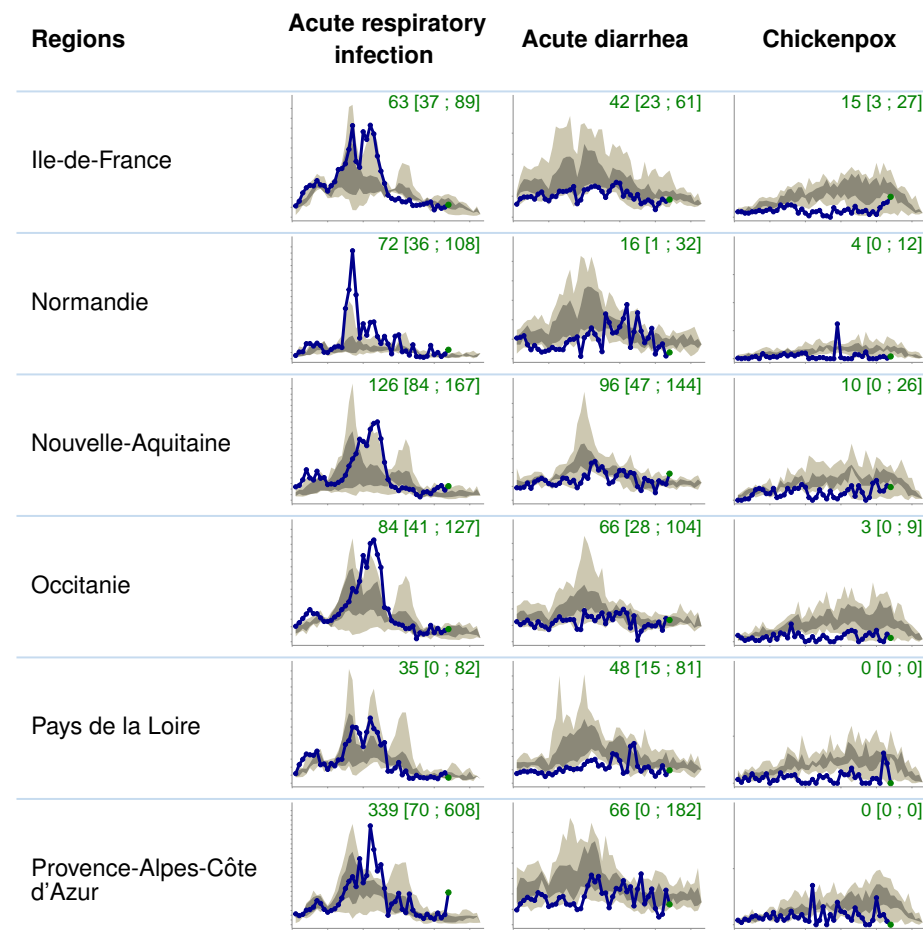 Regions
Acute respiratory
infection
Acute diarrhea
Chickenpox
Ile-de-France
63 [37 ; 89]
42 [23 ; 61]
15 [3 ; 27]
Normandie
72 [36 ; 108]
16 [1 ; 32]
4 [0 ; 12]
Nouvelle-Aquitaine
126 [84 ; 167]
96 [47 ; 144]
10 [0 ; 26]
Occitanie
84 [41 ; 127]
66 [28 ; 104]
3 [0 ; 9]
Pays de la Loire
35 [0 ; 82]
48 [15 ; 81]
0 [0 ; 0]
Provence-Alpes-Côte
d'Azur
339 [70 ; 608]
66 [0 ; 182]
0 [0 ; 0]